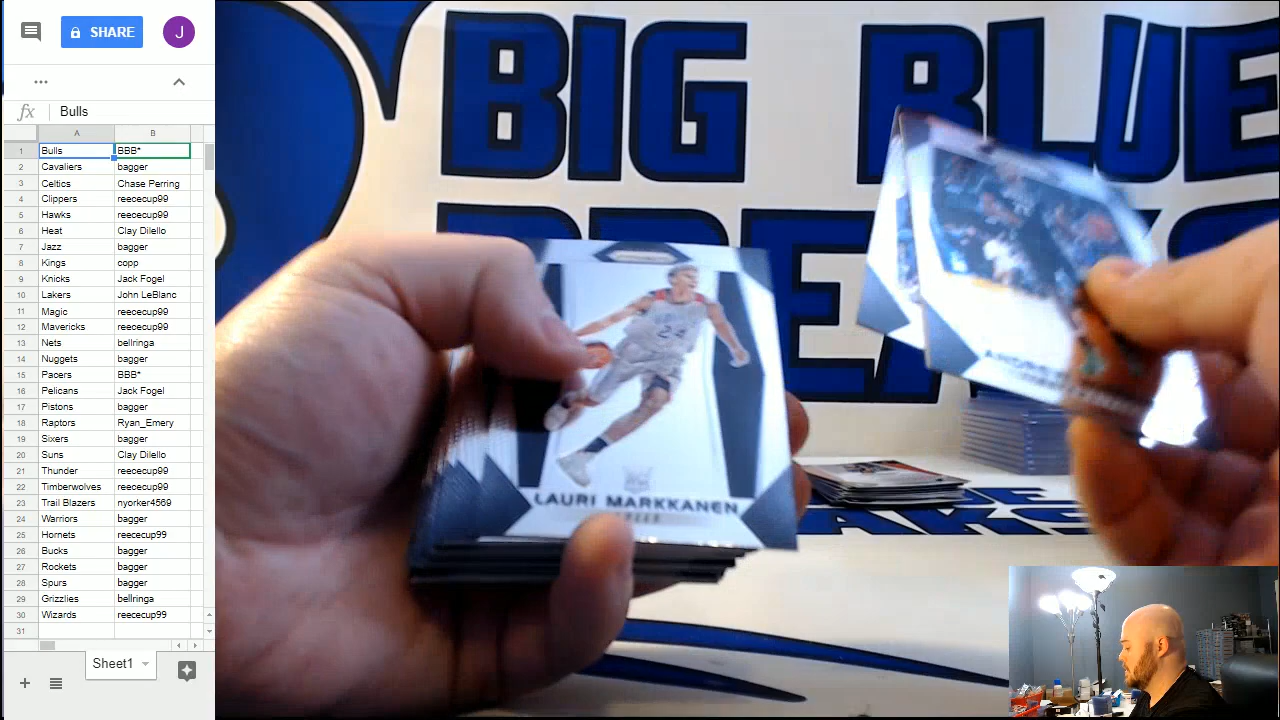 SHARE
J
...
fx
Bulls
A B
1 Bulls BBB*
2 Cavaliers bagger
3 Celtics Chase Perring
4 Clippers reececup99
5 Hawks reececup99
6 Heat Clay Dilello
7 Jazz bagger
8 Kings copp
9 Knicks Jack Fogel
10 Lakers John LeBlanc
11 Magic reececup99
12 Mavericks reececup99
13 Nets bellringa
14 Nuggets bagger
15 Pacers BBB*
16 Pelicans Jack Fogel
17 Pistons bagger
18 Raptors Ryan_Emery
19 Sixers bagger
20 Suns Clay Dilello
21 Thunder reececup99
22 Timberwolves reececup99
23 Trail Blazers nyorker4569
24 Warriors bagger
25 Hornets reececup99
26 Bucks bagger
27 Rockets bagger
28 Spurs bagger
29 Grizzlies bellringa
30 Wizards reececup99
31
Sheet1
BIG BLUE
24
LAURI MARKKANEN